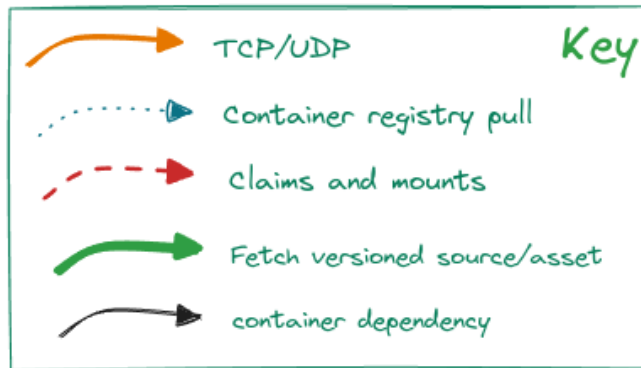 Key
TCP/UDP
Container registry pull
Claims and mounts
Fetch versioned source/asset
container dependency